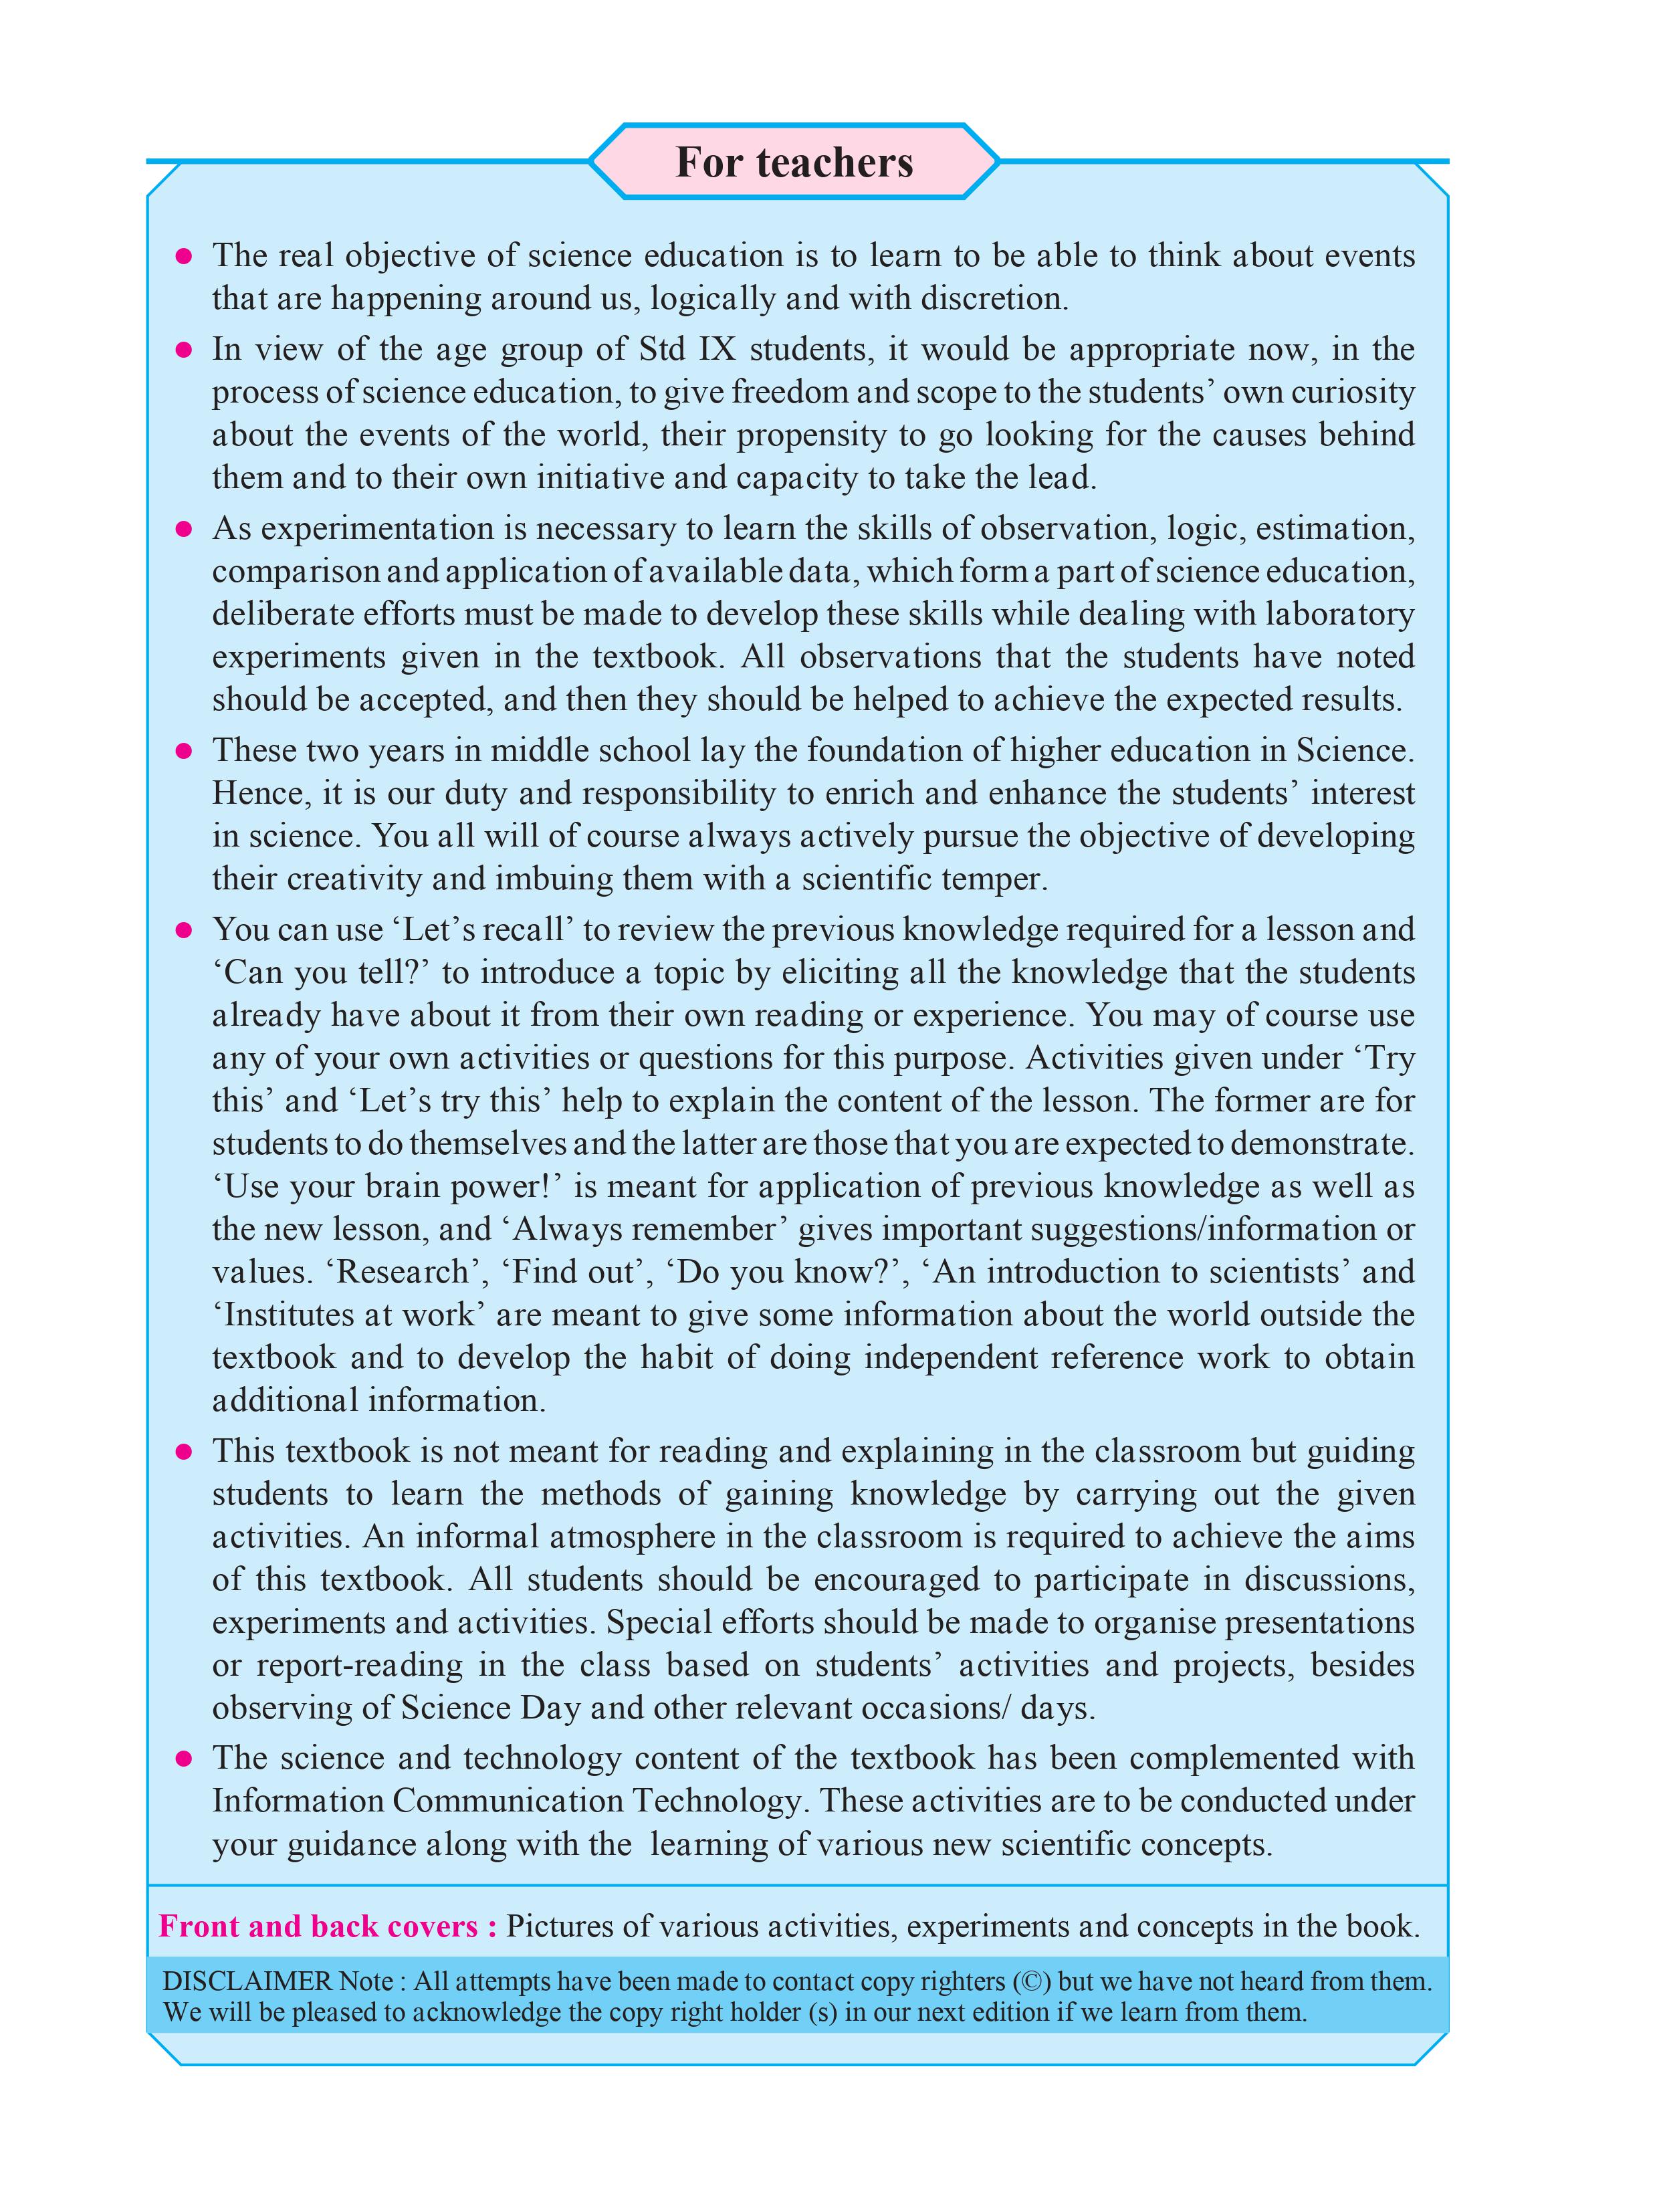 For teachers
● The real objective of science education is to learn to be able to think about events
that are happening around us, logically and with discretion.
● In view of the age group of Std IX students, it would be appropriate now, in the
process of science education, to give freedom and scope to the students’ own curiosity
about the events of the world, their propensity to go looking for the causes behind
them and to their own initiative and capacity to take the lead.
● As experimentation is necessary to learn the skills of observation, logic, estimation,
comparison and application of available data, which form a part of science education,
deliberate efforts must be made to develop these skills while dealing with laboratory
experiments given in the textbook. All observations that the students have noted
should be accepted, and then they should be helped to achieve the expected results.
● These two years in middle school lay the foundation of higher education in Science.
Hence, it is our duty and responsibility to enrich and enhance the students’ interest
in science. You all will of course always actively pursue the objective of developing
their creativity and imbuing them with a scientific temper.
● You can use ‘Let’s recall’ to review the previous knowledge required for a lesson and
‘Can you tell?’ to introduce a topic by eliciting all the knowledge that the students
already have about it from their own reading or experience. You may of course use
any of your own activities or questions for this purpose. Activities given under ‘Try
this’ and ‘Let’s try this’ help to explain the content of the lesson. The former are for
students to do themselves and the latter are those that you are expected to demonstrate.
‘Use your brain power!’ is meant for application of previous knowledge as well as
the new lesson, and ‘Always remember’ gives important suggestions/information or
values. ‘Research’, ‘Find out’, ‘Do you know?’, ‘An introduction to scientists’ and
‘Institutes at work’ are meant to give some information about the world outside the
textbook and to develop the habit of doing independent reference work to obtain
additional information.
● This textbook is not meant for reading and explaining in the classroom but guiding
students to learn the methods of gaining knowledge by carrying out the given
activities. An informal atmosphere in the classroom is required to achieve the aims
of this textbook. All students should be encouraged to participate in discussions,
experiments and activities. Special efforts should be made to organise presentations
or report-reading in the class based on students’ activities and projects, besides
observing of Science Day and other relevant occasions/ days.
● The science and technology content of the textbook has been complemented with
Information Communication Technology. These activities are to be conducted under
your guidance along with the learning of various new scientific concepts.
Front and back covers : Pictures of various activities, experiments and concepts in the book.
DISCLAIMER Note : All attempts have been made to contact copy righters (©) but we have not heard from them.
We will be pleased to acknowledge the copy right holder (s) in our next edition if we learn from them.